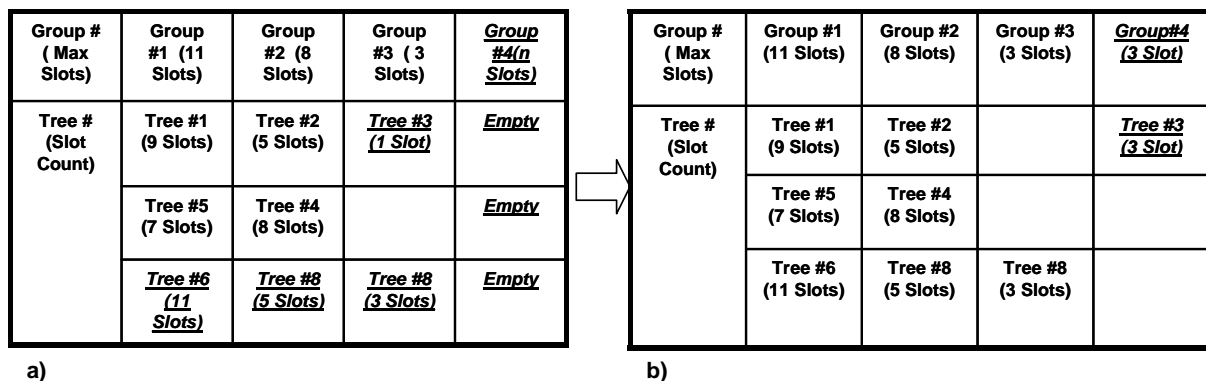 Group #
( Max
Slots)
Group
#1 (11
Slots)
Group
#2 (8
Slots)
Group
#3 ( 3
Slots)
Group
#4(n
Slots)
Tree #
(Slot
Count)
Tree #1
(9 Slots)
Tree #2
(5 Slots)
Tree #3
(1 Slot)
Empty
Tree #5
(7 Slots)
Tree #4
(8 Slots)
Empty
Tree #6
(11
Slots)
Tree #8
(5 Slots)
Tree #8
(3 Slots)
Empty
a)
Group #
( Max
Slots)
Group #1
(11 Slots)
Group #2
(8 Slots)
Group #3
(3 Slots)
Group#4
(3 Slot)
Tree #
(Slot
Count)
Tree #1
(9 Slots)
Tree #2
(5 Slots)
Tree #3
(3 Slot)
Tree #5
(7 Slots)
Tree #4
(8 Slots)
Tree #6
(11 Slots)
Tree #8
(5 Slots)
Tree #8
(3 Slots)
b)